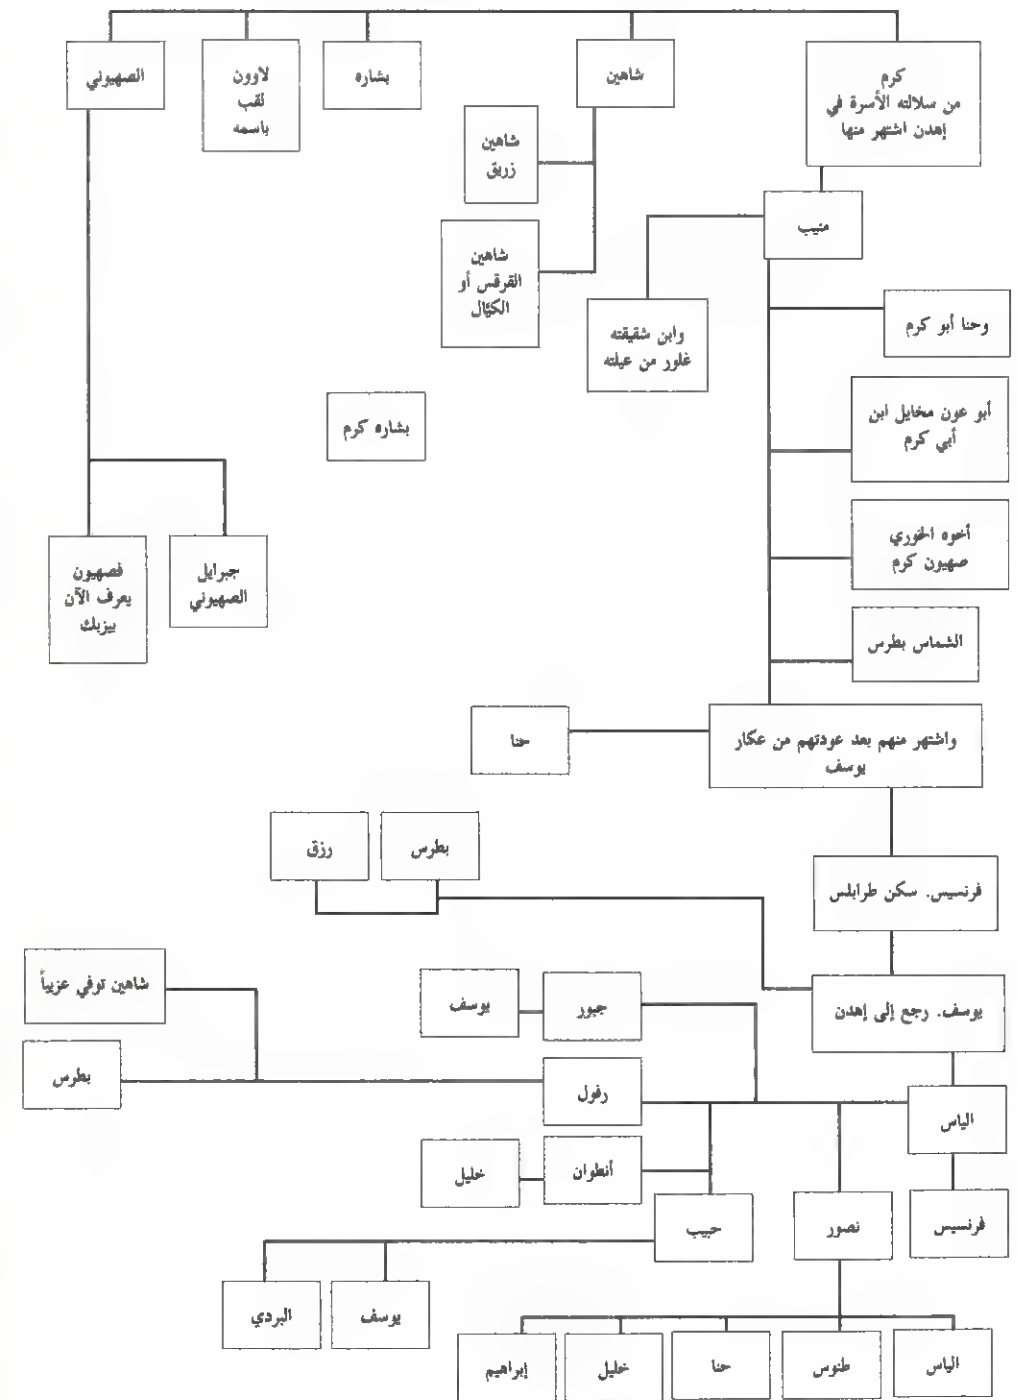 كرم
من سلالته الأسرة في
إهدن اشتهر منها
شاهين
بشاره
لاوون
لقب
باسمه
الصهيوني
شاهين
زريق
منيب
شاهين
القرقس أو
الكيّال
وابن شقيقته
غلور من عيلته
وحنا أبو كرم
أبو عون مخايل ابن
أبي كرم
بشاره كرم
أخوه الخوري
صهيون كرم
جبرايل
الصهيوني
فصهيون
يعرف الآن
بيزبك
الشماس بطرس
واشتهر منهم بعد عودتهم من عكار
يوسف
حنا
بطرس
رزق
فرنسيس. سكن طرابلس
يوسف. رجع إلى إهدن
جبور
يوسف
شاهين توفي عزيباً
رفول
بطرس
الياس
أنطوان
خليل
فرنسيس
نصور
حبيب
يوسف
البردي
الياس
طنوس
حنا
خليل
إبراهيم